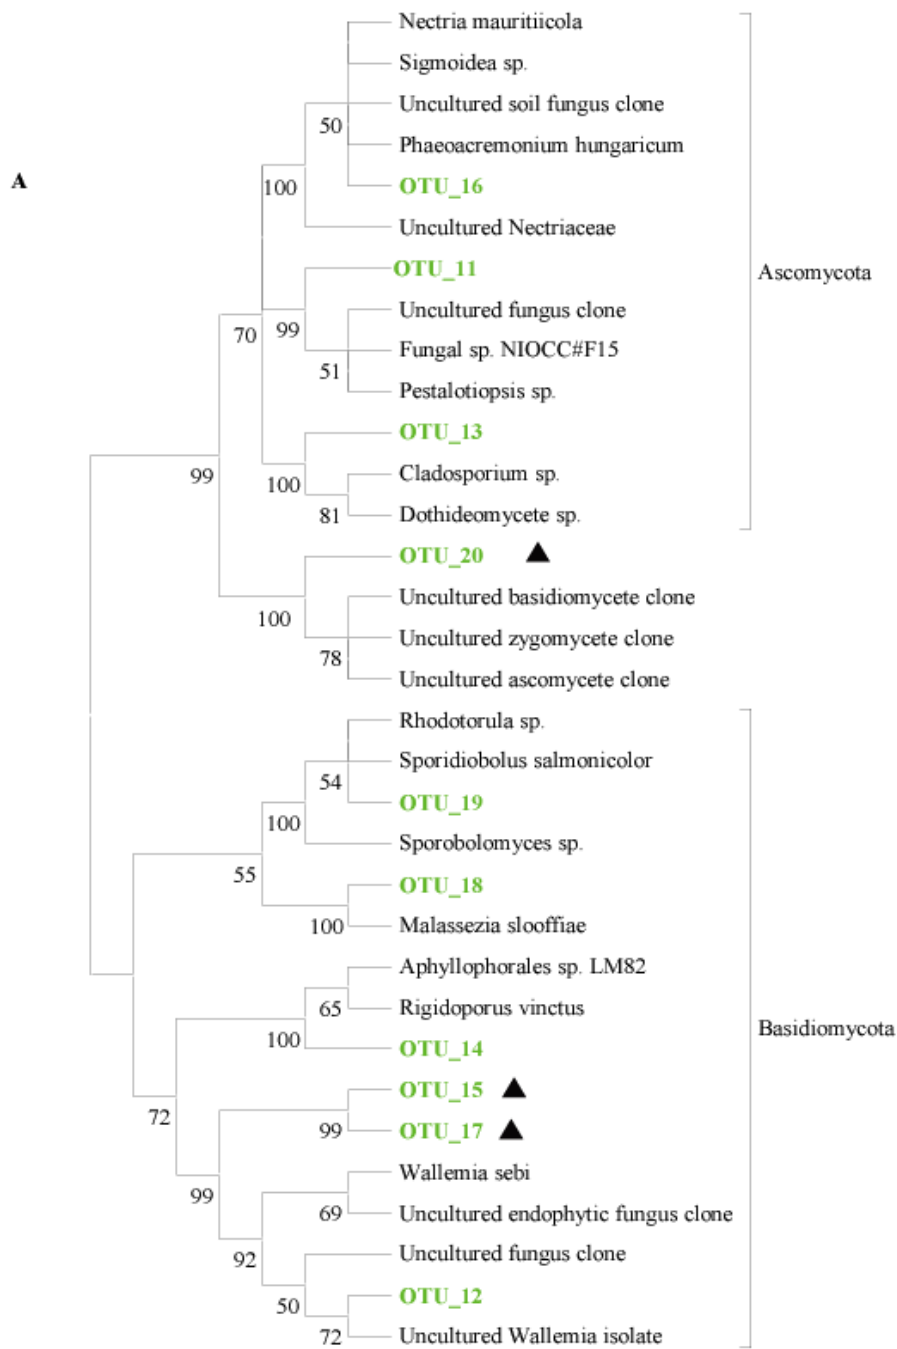 Nectria mauritiicola
Sigmoidea sp.
Uncultured soil fungus clone
50
Phaeoacremonium hungaricum
A
100
OTU_16
Uncultured Nectriaceae
OTU_11
Ascomycota
Uncultured fungus clone
70
99
Fungal sp. NIOCC#F15
51
Pestalotiopsis sp.
OTU_13
99
100
Cladosporium sp.
81
Dothideomycete sp.
OTU_20
Uncultured basidiomycete clone
100
Uncultured zygomycete clone
78
Uncultured ascomycete clone
Rhodotorula sp.
Sporidiobolus salmonicolor
54
OTU_19
100
Sporobolomyces sp.
55
OTU_18
100
Malassezia slooffiae
Aphyllophorales sp. LM82
65
Rigidoporus vinctus
Basidiomycota
100
OTU_14
OTU_15
72
99
OTU_17
Wallemia sebi
99
69
Uncultured endophytic fungus clone
92
Uncultured fungus clone
50
OTU_12
72
Uncultured Wallemia isolate